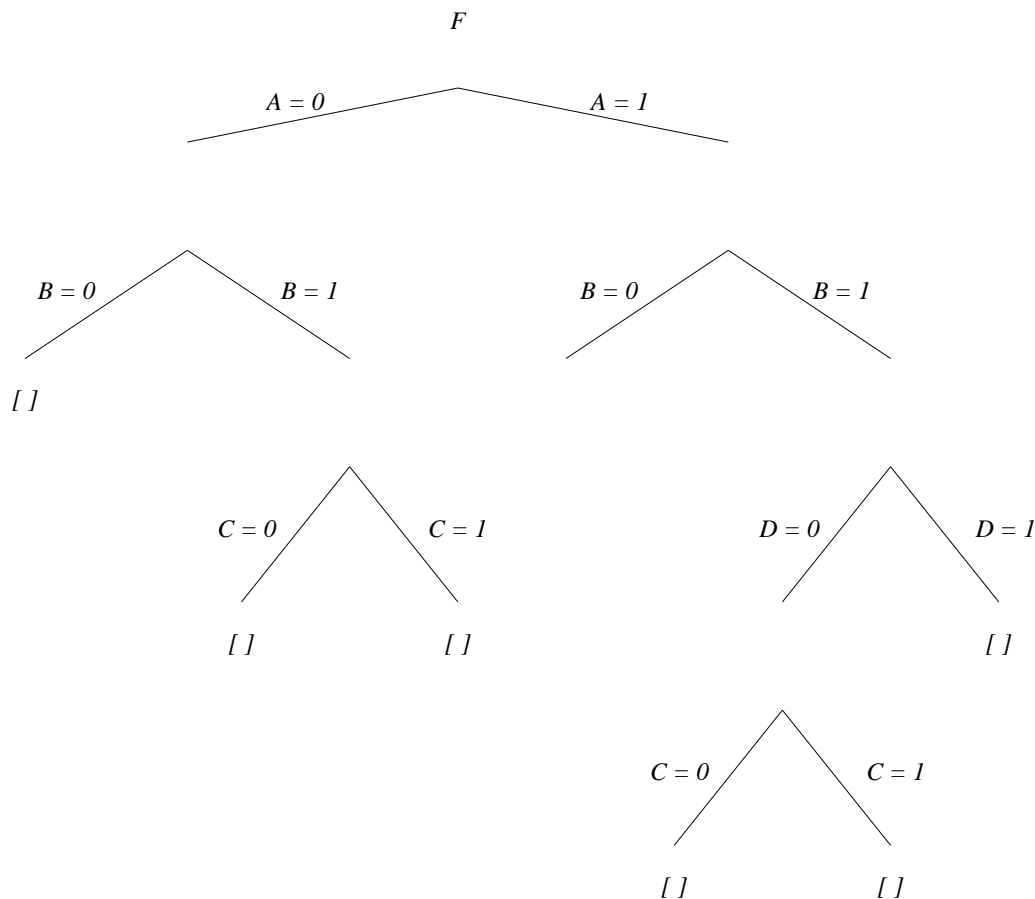 F
A = 0 A = 1
B = 0 B = 1 B = 0 B = 1
[ ]
C = 0 C = 1 D = 0 D = 1
[ ] [ ] [ ]
C = 0 C = 1
[ ] [ ]